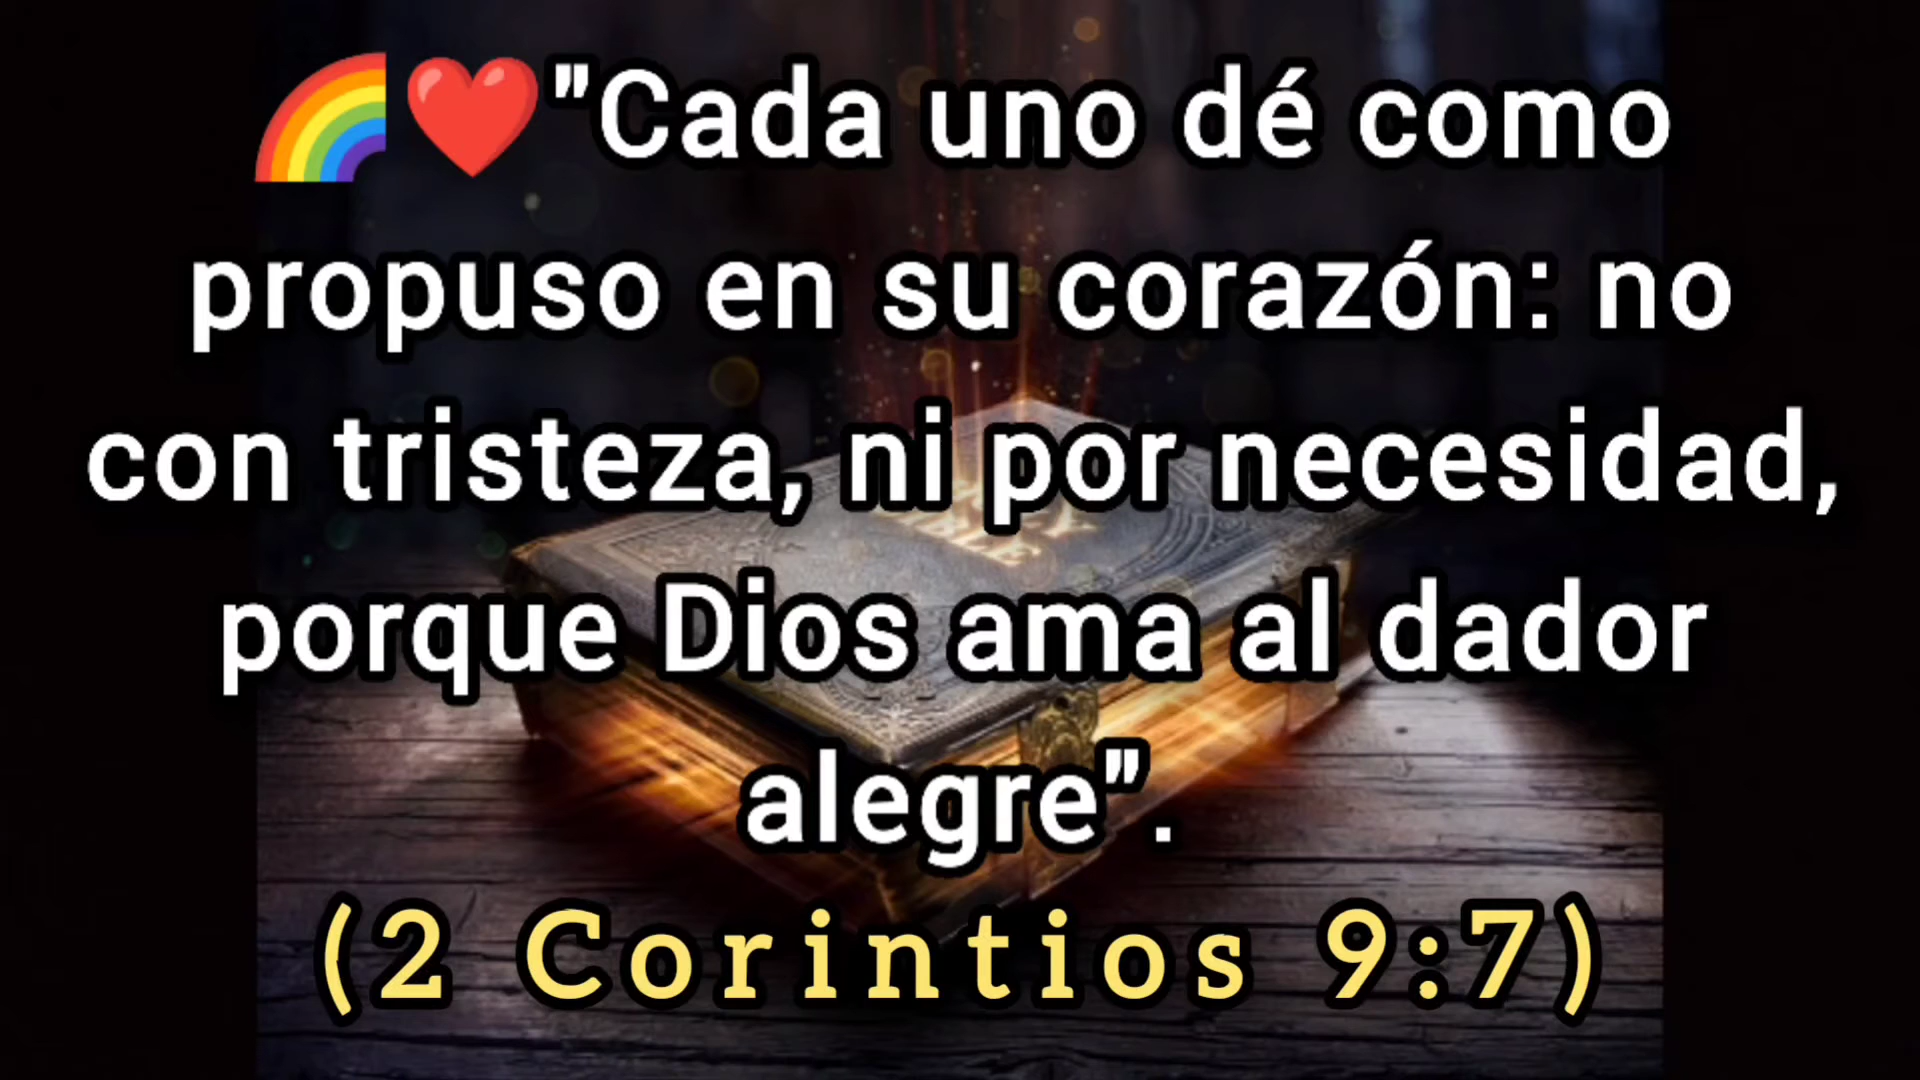 🌈❤️"Cada uno dé como
propuso en su corazón: no
con tristeza, ni por necesidad,
porque Dios ama al dador
alegre".
(2 Corintios 9:7)